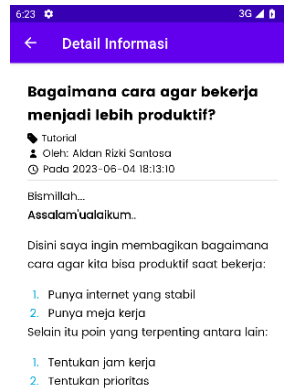 6:23 3G
Detail Informasi
Bagaimana cara agar bekerja
menjadi lebih produktif?
Tutorial
Oleh: Aldan Rizki Santosa
Pada 2023-06-04 18:13:10
Bismillah...
Assalam'ualaikum..
Disini saya ingin membagikan bagaimana
cara agar kita bisa produktif saat bekerja:
1. Punya internet yang stabil
2. Punya meja kerja
Selain itu poin yang terpenting antara lain:
1. Tentukan jam kerja
2. Tentukan prioritas